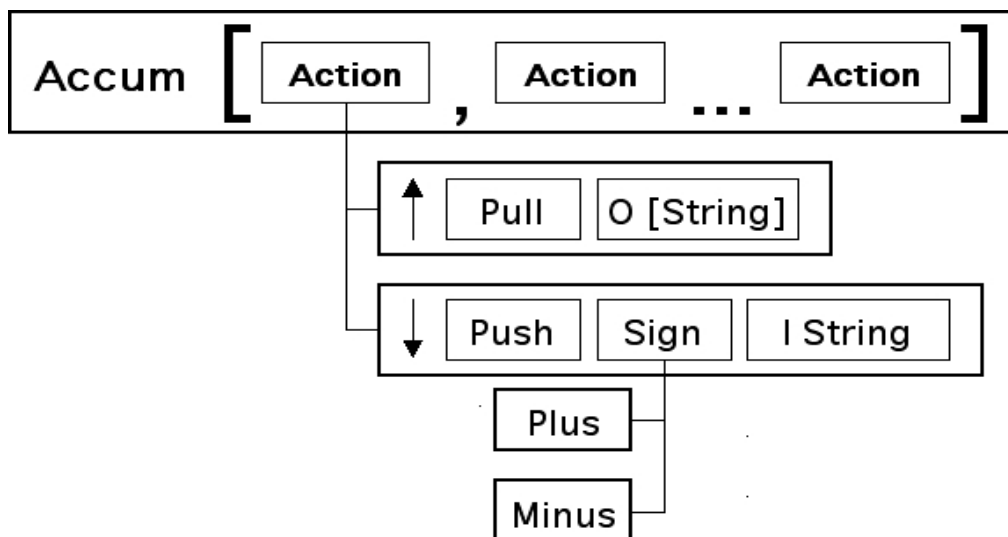 Accum [ Action , Action ... Action ]
Pull O [String]
Push Sign I String
Plus
Minus